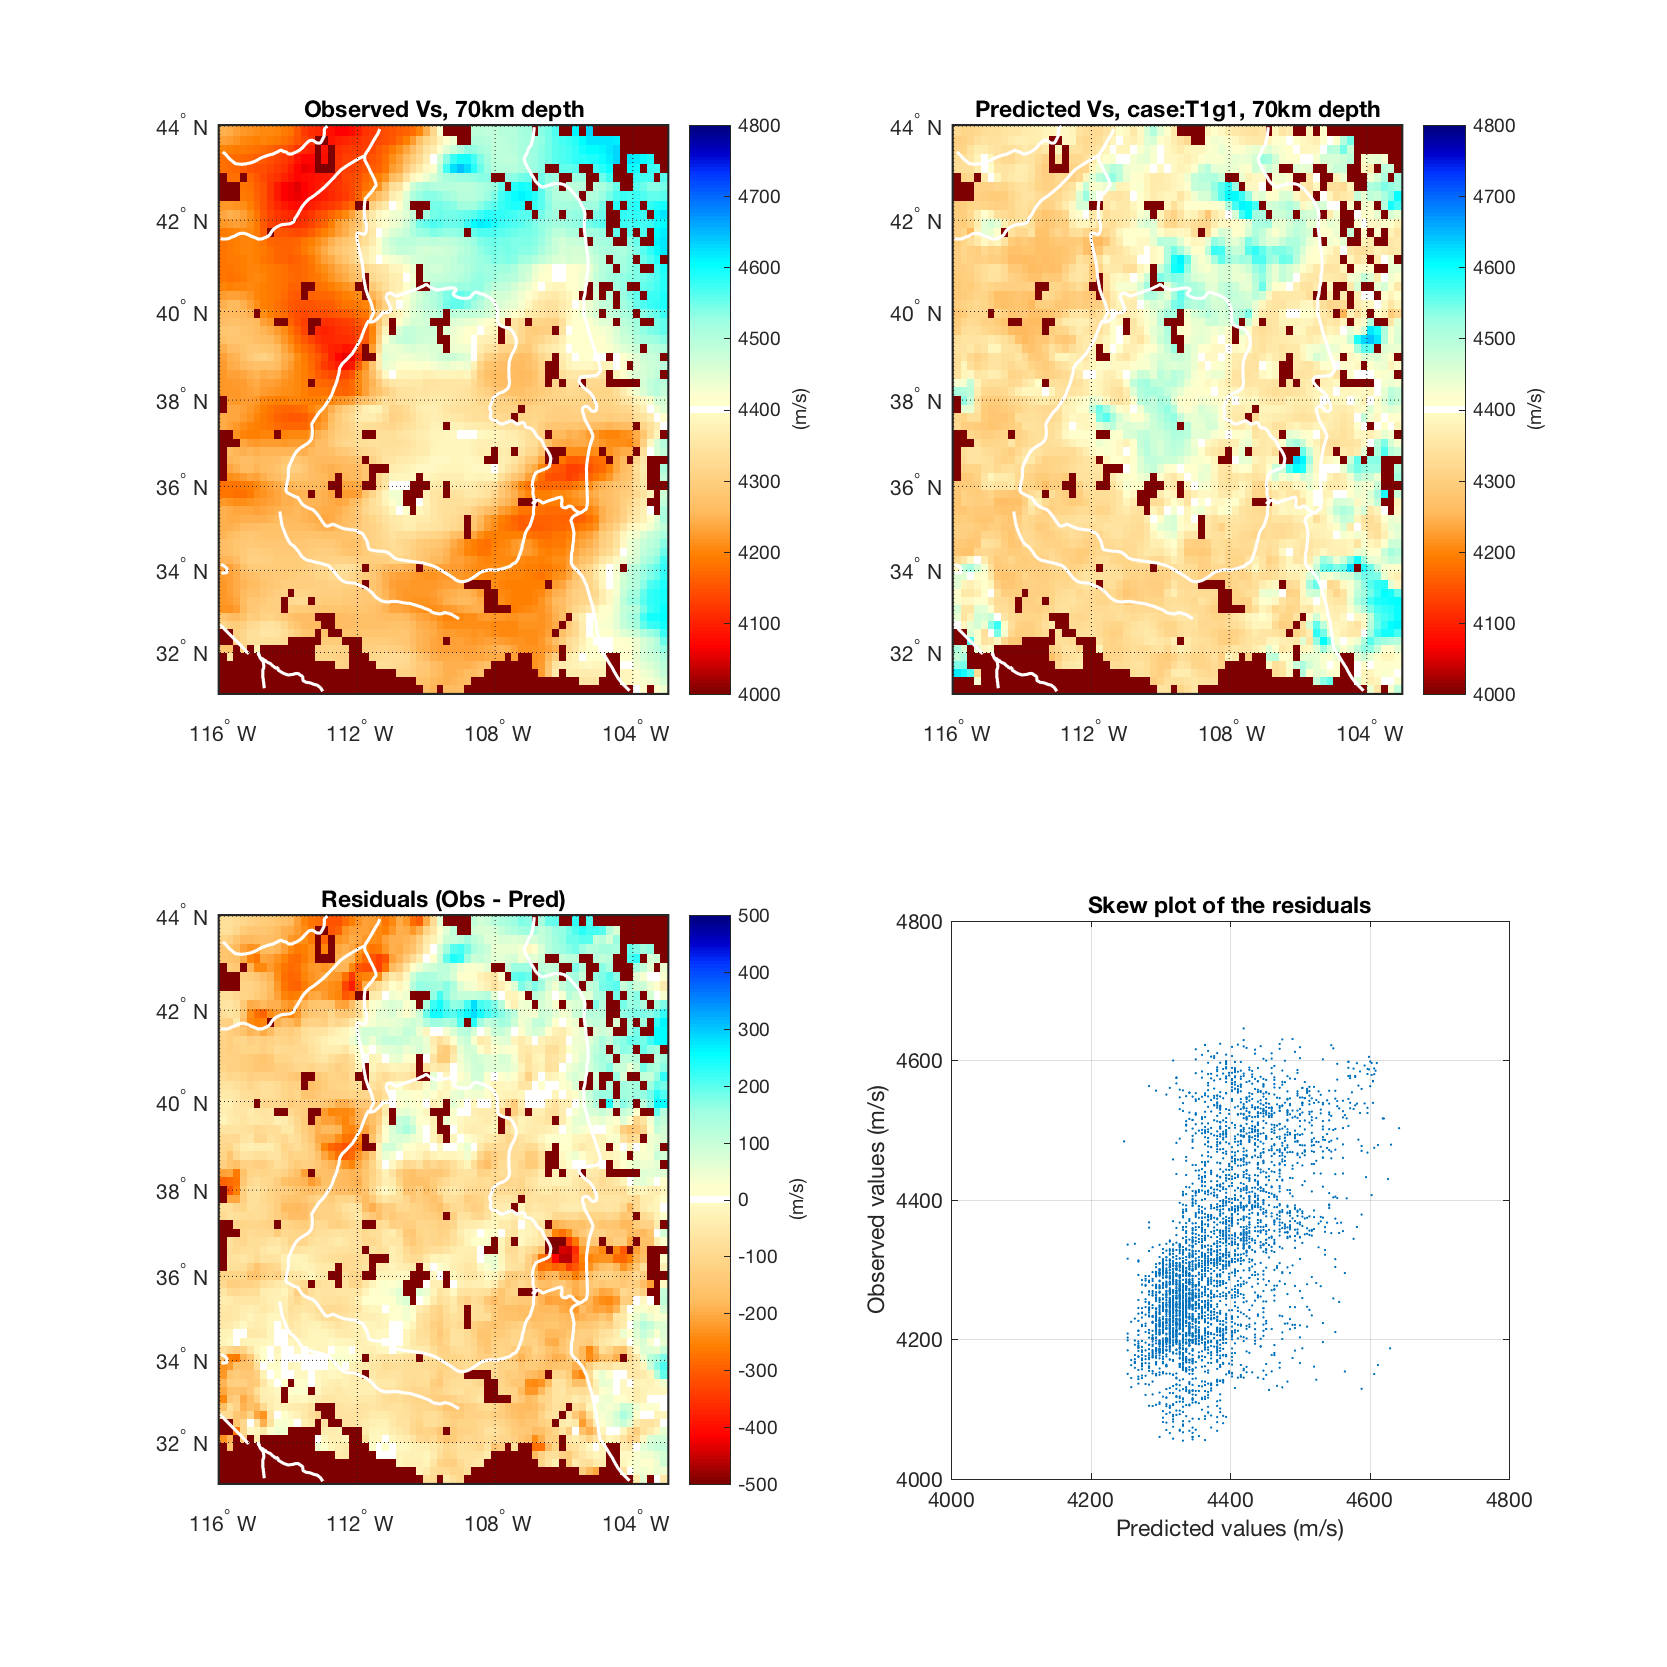 Observed Vs, 70km depth
44° N
42° N
40° N
38° N
36° N
34° N
32° N
116° W
112° W
108° W
104° W
4800
4700
4600
4500
4400
4300
4200
4100
4000
(m/s)
Predicted Vs, case:T1g1, 70km depth
44° N
42° N
40° N
38° N
36° N
34° N
32° N
116° W
112° W
108° W
104° W
4800
4700
4600
4500
4400
4300
4200
4100
4000
(m/s)
Residuals (Obs - Pred)
44° N
42° N
40° N
38° N
36° N
34° N
32° N
116° W
112° W
108° W
104° W
500
400
300
200
100
0
-100
-200
-300
-400
-500
(m/s)
Skew plot of the residuals
4800
4600
4400
4200
4000
Observed values (m/s)
4000
4200
4400
4600
4800
Predicted values (m/s)